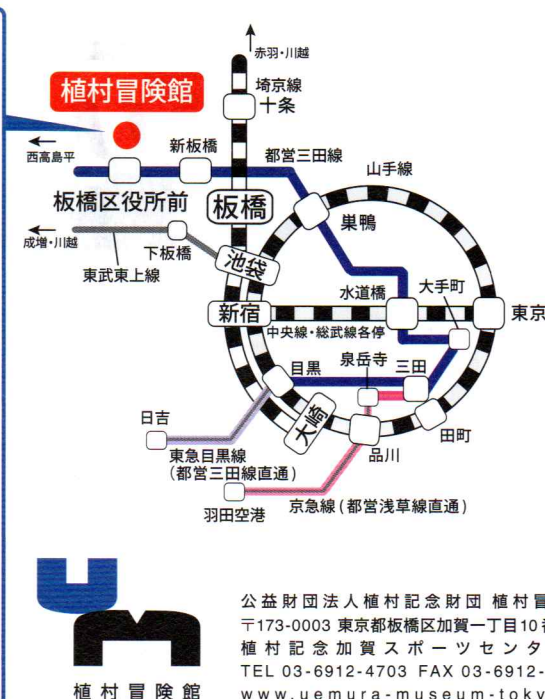 赤羽・川越
埼京線
十条
植村冒険館
西高島平
新板橋
都営三田線
山手線
板橋区役所前
板橋
巣鴨
成増・川越
下板橋
池袋
東武東上線
水道橋
大手町
新宿
東京
中央線・総武線各停
目黒
泉岳寺
三田
大崎
田町
日吉
品川
東急目黒線
(都営三田線直通)
羽田空港
京急線(都営浅草線直通)
植村冒険館
公益財団法人植村記念財団 植村冒
〒173-0003 東京都板橋区加賀一丁目10番
植村記念加賀スポーツセンタ
TEL 03-6912-4703 FAX 03-6912-
www.uemura-museum-toky